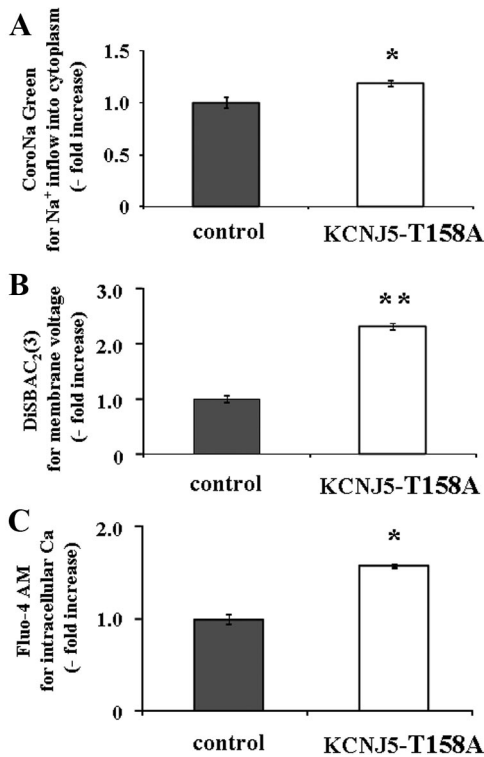 A
CoroNa Green
for Na+ inflow into cytoplasm
(- fold increase)
1.5
1.0
0.5
0
*
control
KCNJ5-T158A
B
DiSBAC2(3)
for membrane voltage
(- fold increase)
3.0
2.0
1.0
0
**
control
KCNJ5-T158A
C
Fluo-4 AM
for intracellular Ca
(- fold increase)
2.0
1.0
0
*
control
KCNJ5-T158A